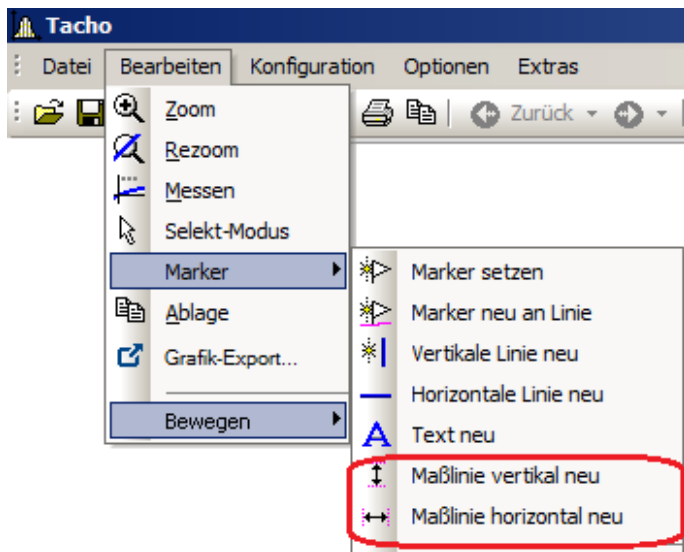 Tacho
Datei Bearbeiten Konfiguration Optionen Extras
Zurück
Zoom
Rezoom
Messen
Selekt-Modus
Marker
Ablage
Grafik-Export...
Bewegen
Marker setzen
Marker neu an Linie
Vertikale Linie neu
Horizontale Linie neu
Text neu
Maßlinie vertikal neu
Maßlinie horizontal neu